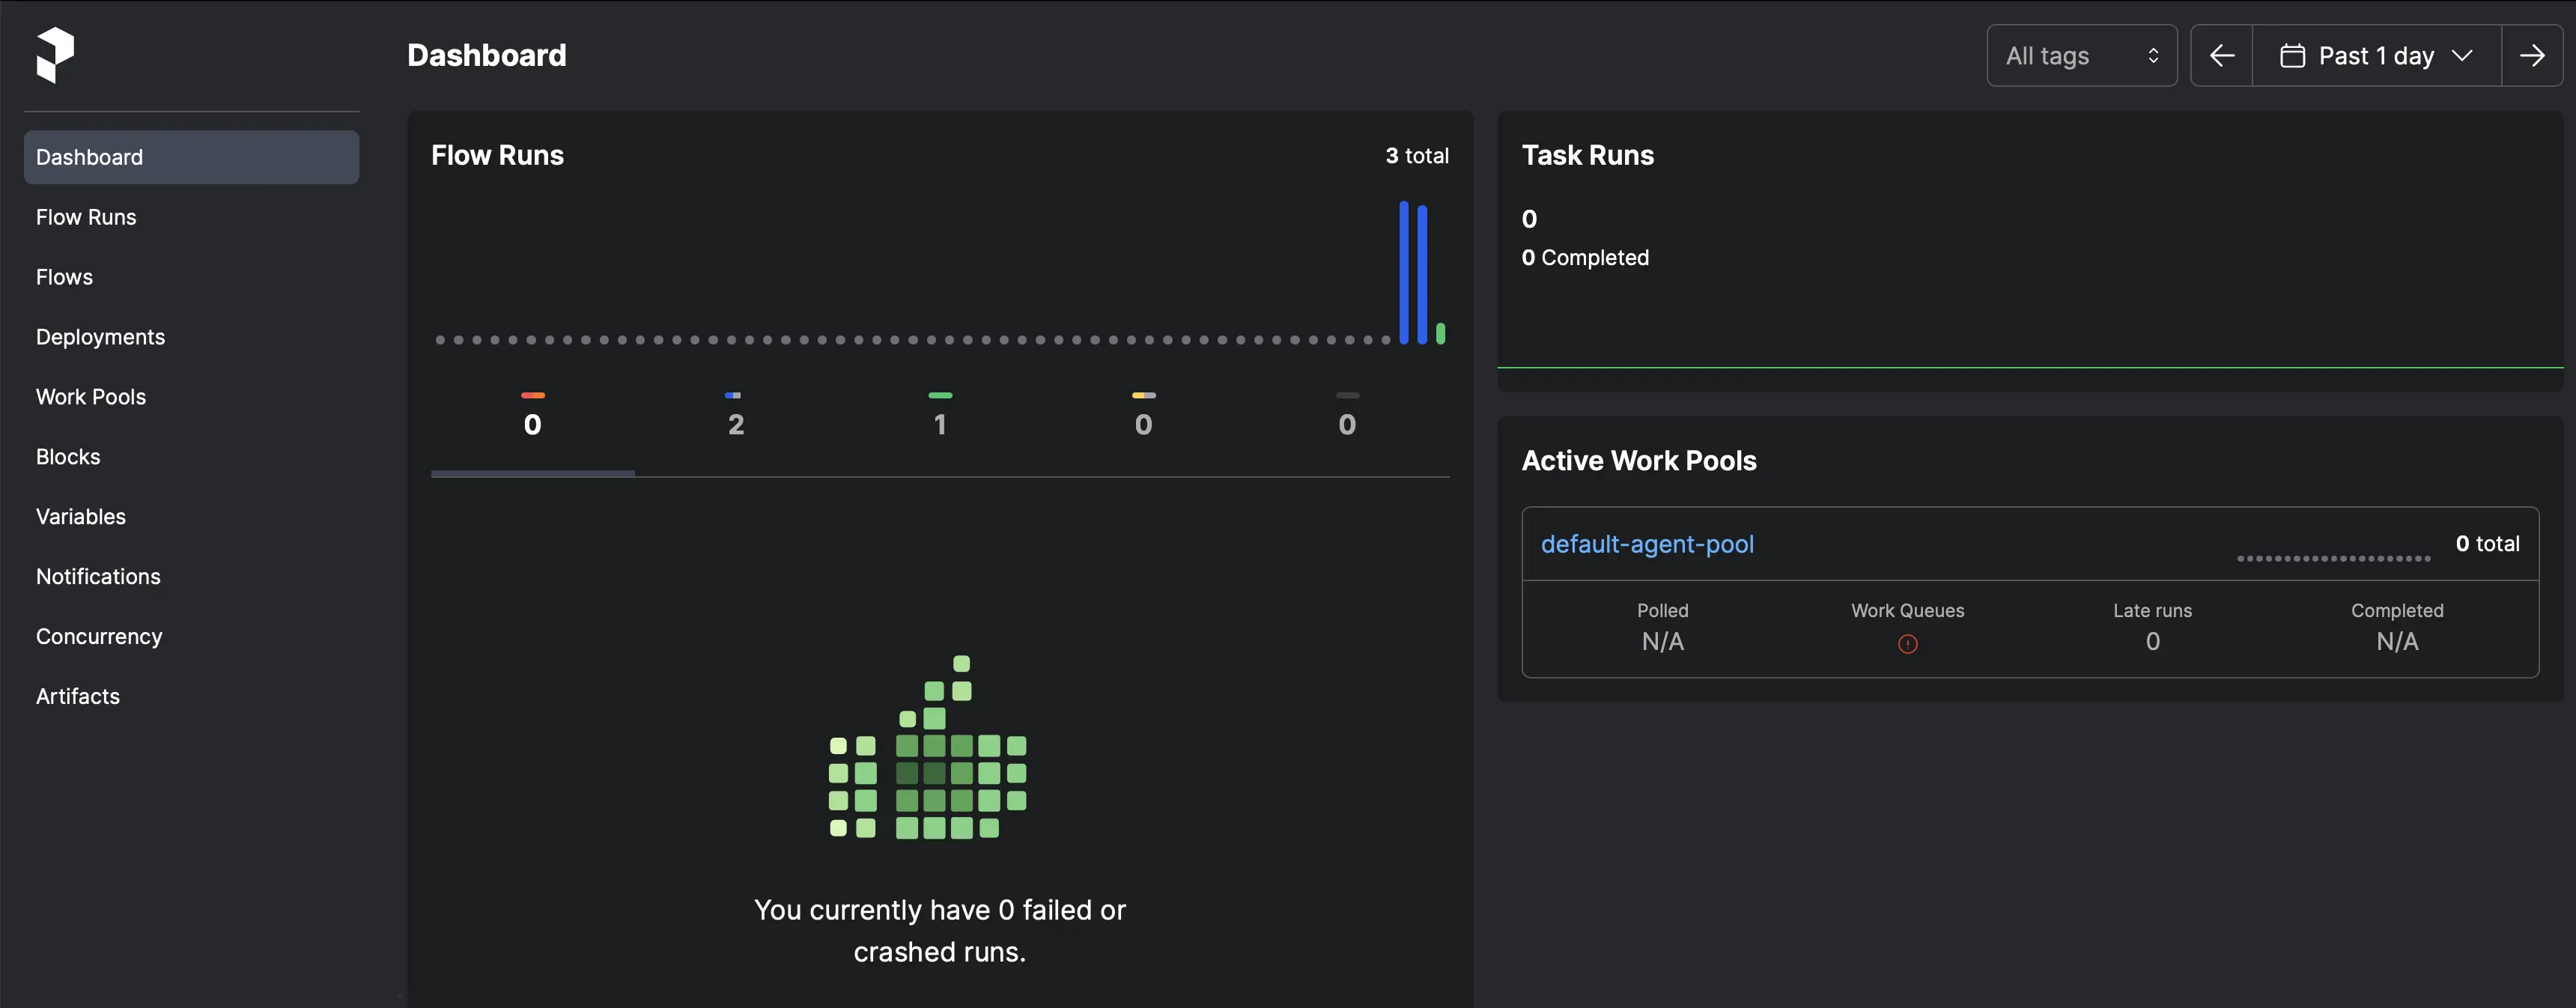 Dashboard
All tags
Past 1 day
Dashboard
Flow Runs
Flows
Deployments
Work Pools
Blocks
Variables
Notifications
Concurrency
Artifacts
Flow Runs
3 total
0
2
1
0
0
You currently have 0 failed or
crashed runs.
Task Runs
0
0 Completed
Active Work Pools
default-agent-pool
0 total
Polled
Work Queues
Late runs
Completed
N/A
0
N/A